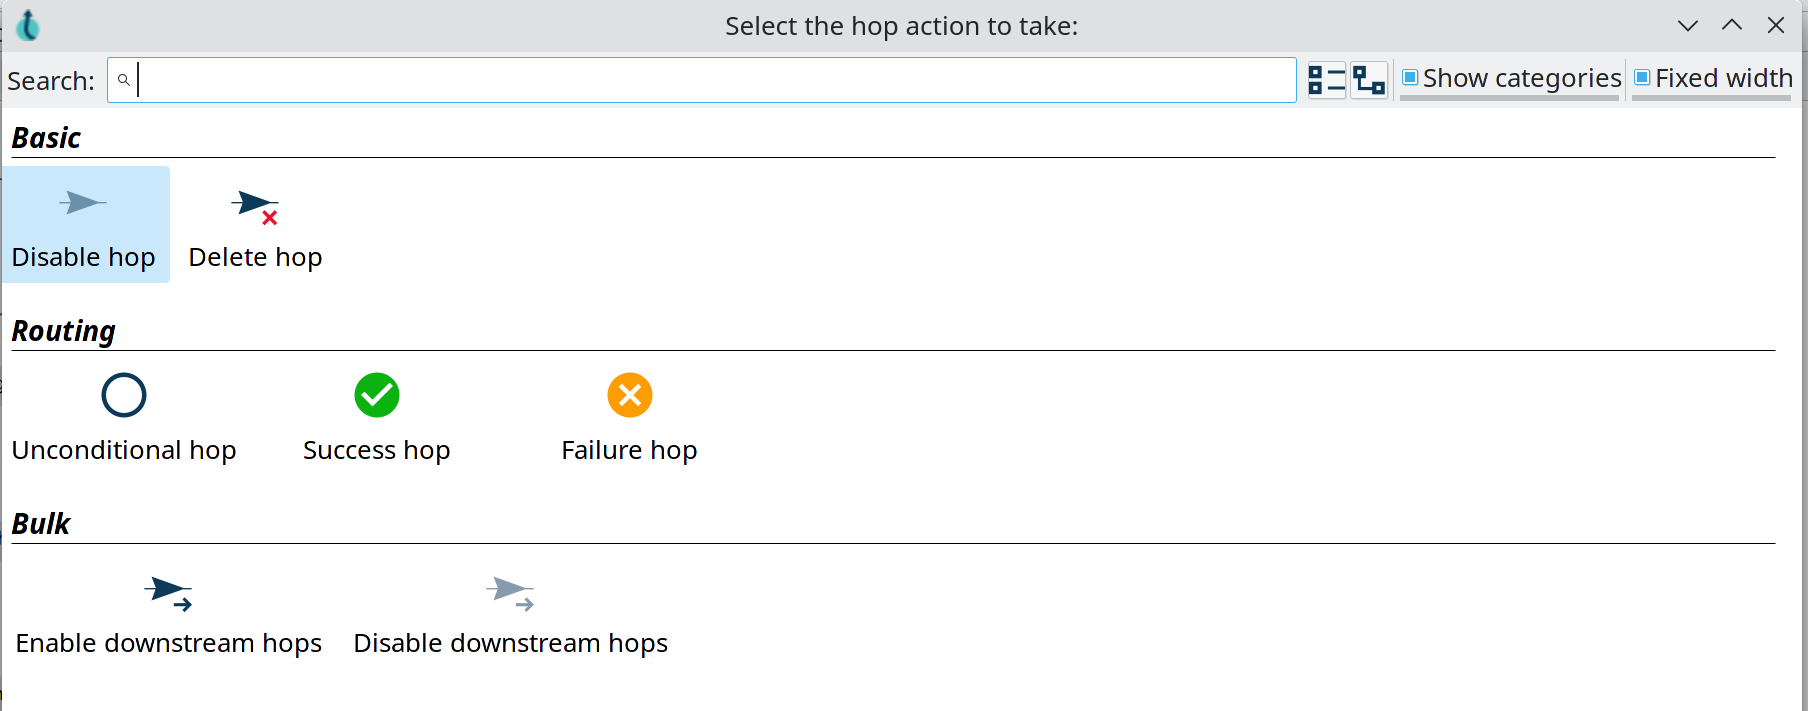 Select the hop action to take:
Search: Show categories Fixed width
Basic
Disable hop Delete hop
Routing
Unconditional hop Success hop Failure hop
Bulk
Enable downstream hops Disable downstream hops